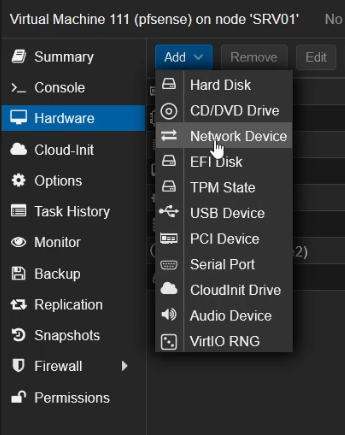 Virtual Machine 111 (pfsense) on node 'SRV01' No
Summary
Console
Hardware
Cloud-Init
Options
Task History
Monitor
Backup
Replication
Snapshots
Firewall
Permissions
Add Remove Edit
Hard Disk
CD/DVD Drive
Network Device
EFI Disk
TPM State
USB Device
PCI Device
Serial Port
CloudInit Drive
Audio Device
VirtIO RNG
2)